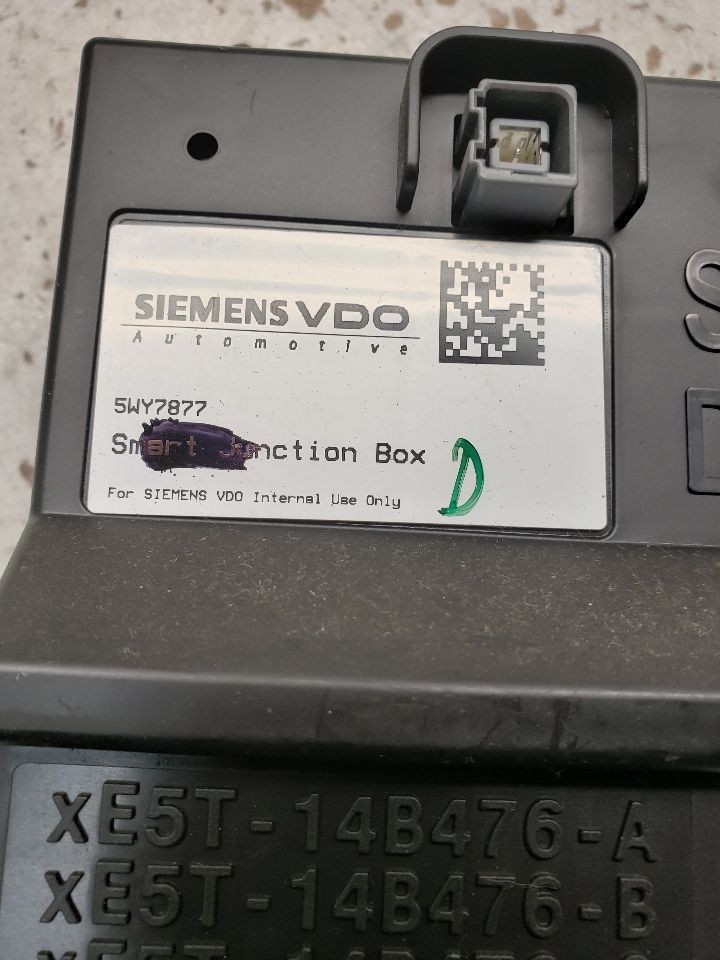 SIEMENS VDO
Automotive
5WY7877
Smart Junction Box
For SIEMENS VDO Internal Use Only
D
XE5T-14B476-A
XE5T-14B476-B